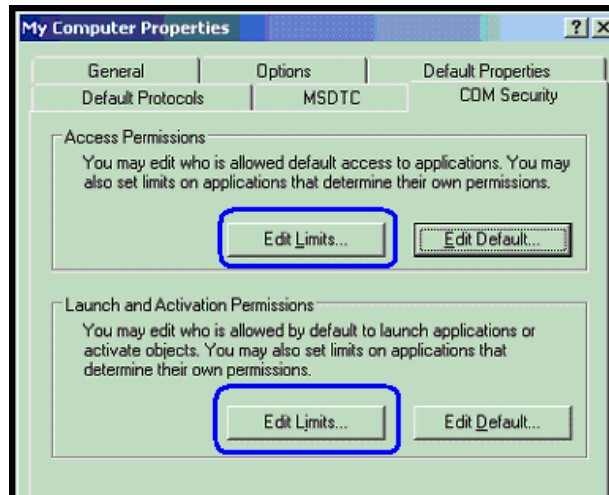 My Computer Properties
General Options Default Properties
Default Protocols MSDTC COM Security
Access Permissions
You may edit who is allowed default access to applications. You may
also set limits on applications that determine their own permissions.
Edit Limits... Edit Default...
Launch and Activation Permissions
You may edit who is allowed by default to launch applications or
activate objects. You may also set limits on applications that
determine their own permissions.
Edit Limits... Edit Default...